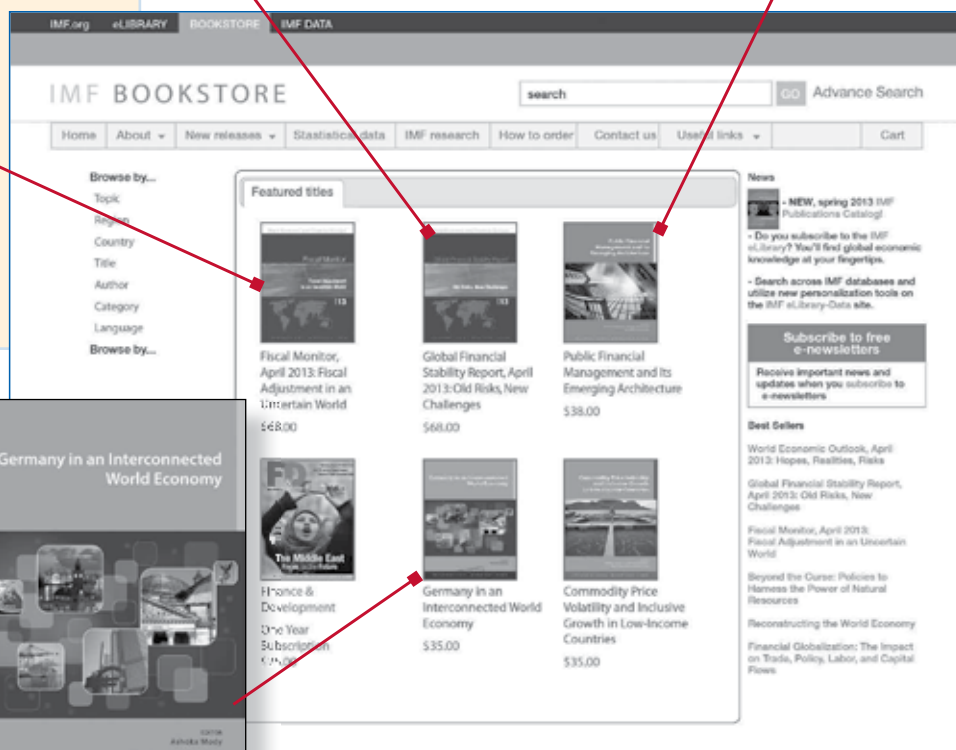 IMF.org eLIBRARY BOOKSTORE IMF DATA
IMF BOOKSTORE
search
GO
Advance Search
Home About New releases Stastistical data IMF research How to order Contact us Useful links Cart
Browse by...
Topic
Region
Country
Title
Author
Category
Language
Browse by...
Featured titles
Fiscal Monitor,
April 2013: Fiscal
Adjustment in an
Uncertain World
$68.00
Global Financial
Stability Report, April
2013: Old Risks, New
Challenges
$68.00
Public Financial
Management and Its
Emerging Architecture
$38.00
The Middle East
Finance &
Development
One Year
Subscription
Germany in an
Interconnected World
Economy
$35.00
Commodity Price
Volatility and Inclusive
Growth in Low-Income
Countries
$35.00
News
- NEW, spring 2013 IMF
Publications Catalog!
- Do you subscribe to the IMF
eLibrary? You'll find global economic
knowledge at your fingertips.
- Search across IMF databases and
utilize new personalization tools on
the IMF eLibrary-Data site.
Subscribe to free
e-newsletters
Receive important news and
updates when you subscribe to
e-newsletters
Best Sellers
World Economic Outlook, April
2013: Hopes, Realities, Risks
Global Financial Stability Report,
April 2013: Old Risks, New
Challenges
Fiscal Monitor, April 2013:
Fiscal Adjustment in an Uncertain
World
Beyond the Curse: Policies to
Harness the Power of Natural
Resources
Reconstructing the World Economy
Financial Globalization: The Impact
on Trade, Policy, Labor, and Capital
Flows
Germany in an Interconnected
World Economy
Ashoka Mody